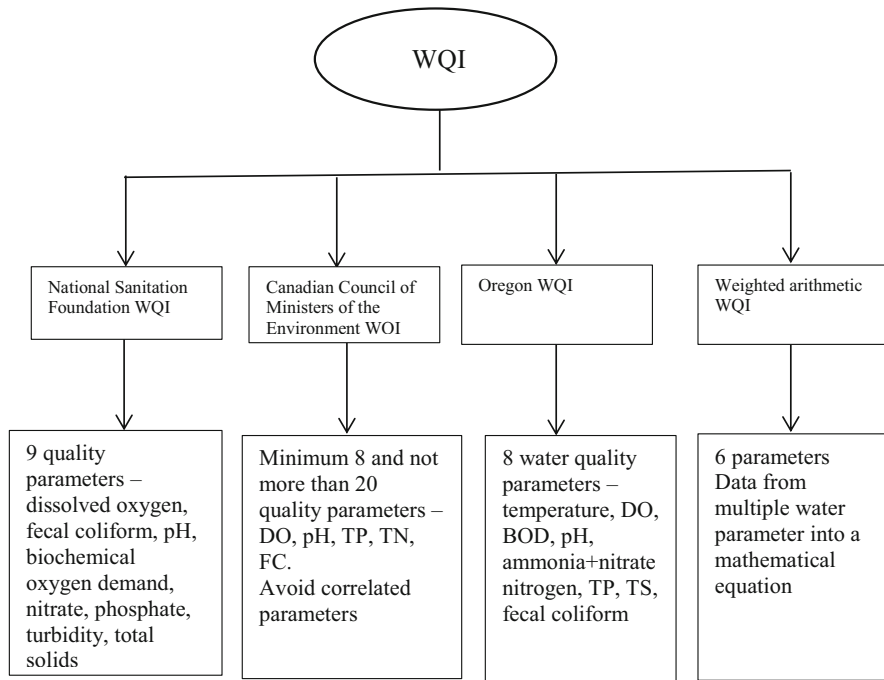 WQI
National Sanitation
Foundation WQI
Canadian Council of
Ministers of the
Environment WOI
Oregon WQI
Weighted arithmetic
WQI
9 quality
parameters –
dissolved oxygen,
fecal coliform, pH,
biochemical
oxygen demand,
nitrate, phosphate,
turbidity, total
solids
Minimum 8 and not
more than 20
quality parameters –
DO, pH, TP, TN,
FC.
Avoid correlated
parameters
8 water quality
parameters –
temperature, DO,
BOD, pH,
ammonia+nitrate
nitrogen, TP, TS,
fecal coliform
6 parameters
Data from
multiple water
parameter into a
mathematical
equation